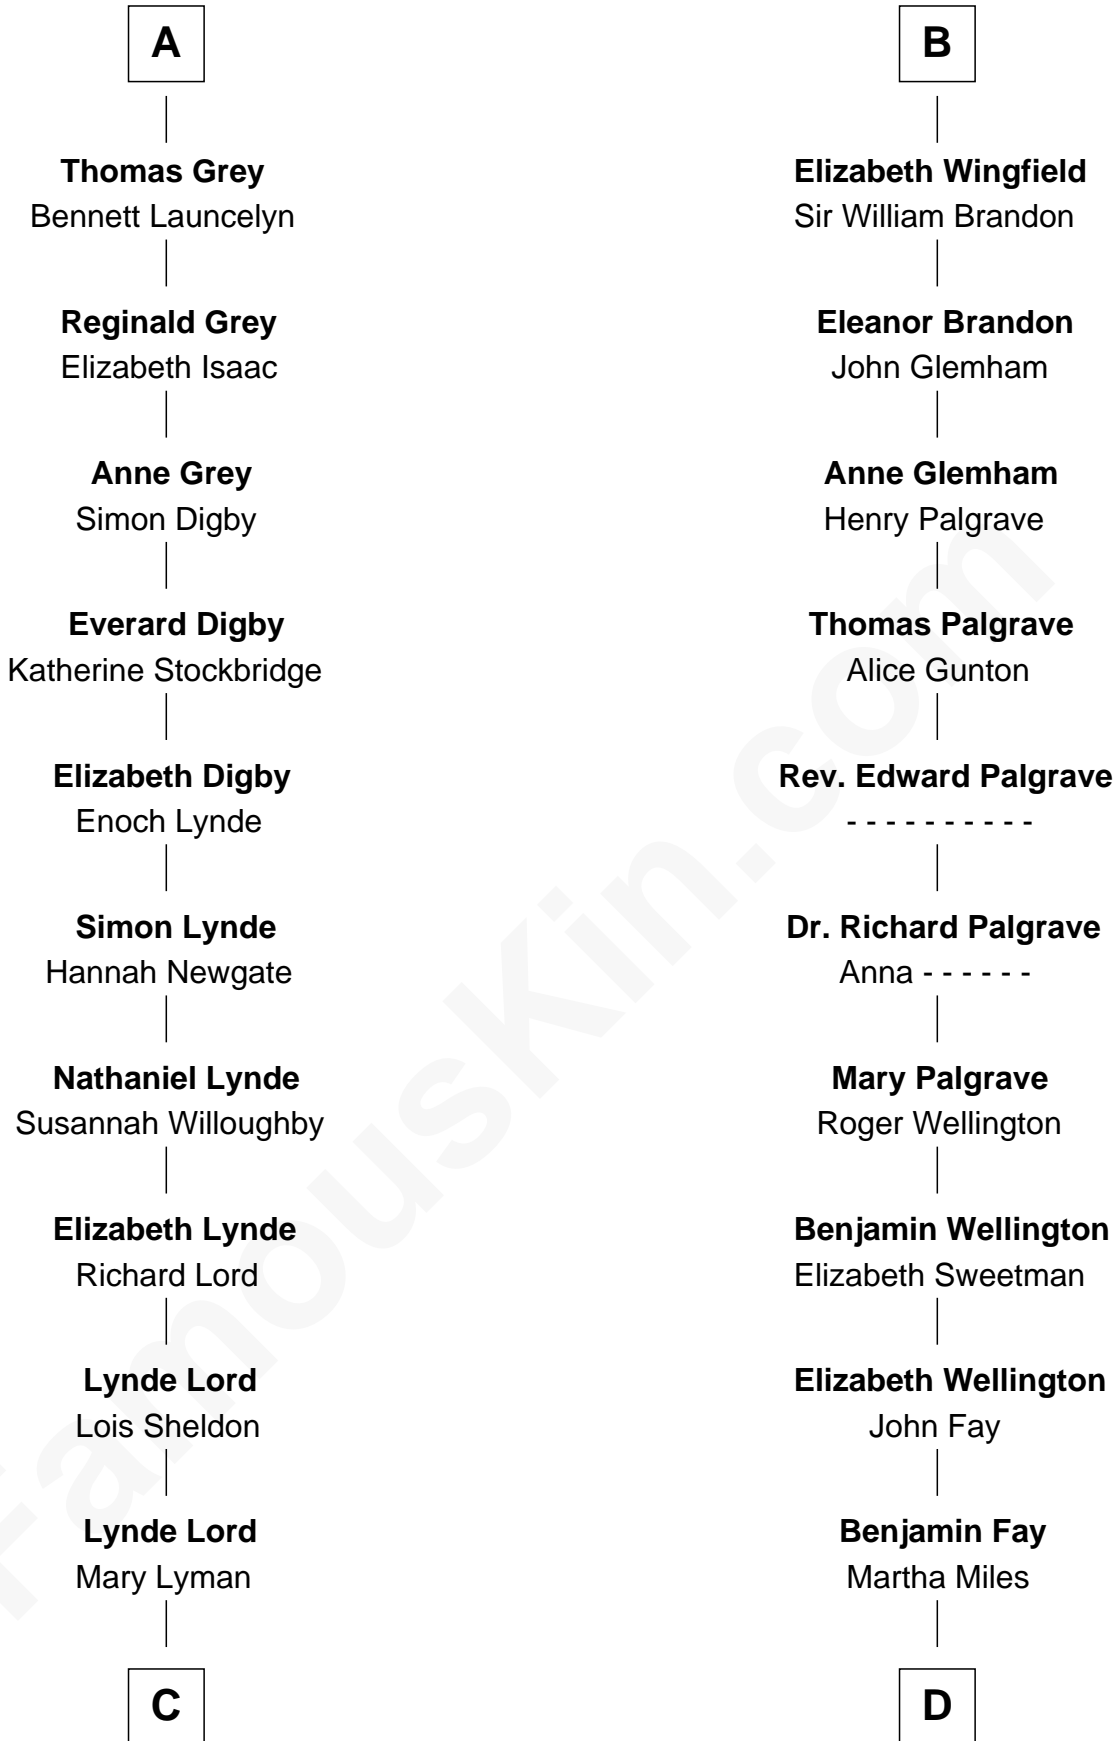 A
Thomas Grey
Bennett Launcelyn
Reginald Grey
Elizabeth Isaac
Anne Grey
Simon Digby
Everard Digby
Katherine Stockbridge
Elizabeth Digby
Enoch Lynde
Simon Lynde
Hannah Newgate
Nathaniel Lynde
Susannah Willoughby
Elizabeth Lynde
Richard Lord
Lynde Lord
Lois Sheldon
Lynde Lord
Mary Lyman
C
B
Elizabeth Wingfield
Sir William Brandon
Eleanor Brandon
John Glemham
Anne Glemham
Henry Palgrave
Thomas Palgrave
Alice Gunton
Rev. Edward Palgrave
- - - - - - - - - -
Dr. Richard Palgrave
Anna - - - - - -
Mary Palgrave
Roger Wellington
Benjamin Wellington
Elizabeth Sweetman
Elizabeth Wellington
John Fay
Benjamin Fay
Martha Miles
D
FamousKin.com